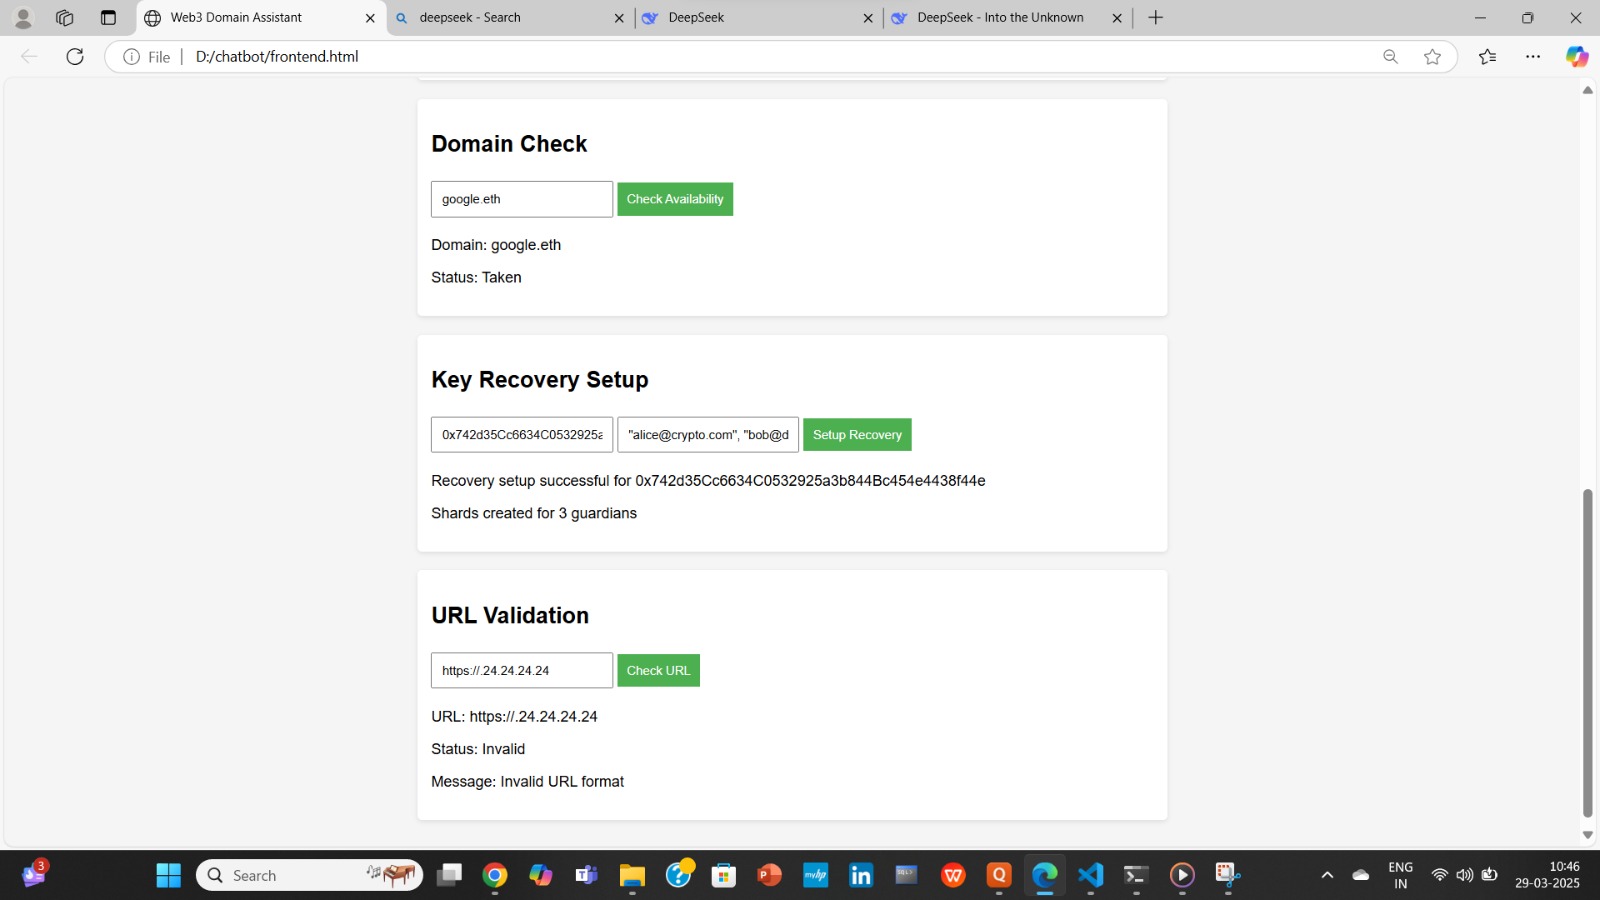 Web3 Domain Assistant
deepseek - Search
DeepSeek
DeepSeek - Into the Unknown
File
D:/chatbot/frontend.html
Domain Check
google.eth
Check Availability
Domain: google.eth
Status: Taken
Key Recovery Setup
0x742d35Cc6634C0532925a
"alice@crypto.com", "bob@d
Setup Recovery
Recovery setup successful for 0x742d35Cc6634C0532925a3b844Bc454e4438f44e
Shards created for 3 guardians
URL Validation
https://.24.24.24.24
Check URL
URL: https://.24.24.24.24
Status: Invalid
Message: Invalid URL format
3
Search
P
myhp
in
SQL
W
Q
ENG
IN
10:46
29-03-2025